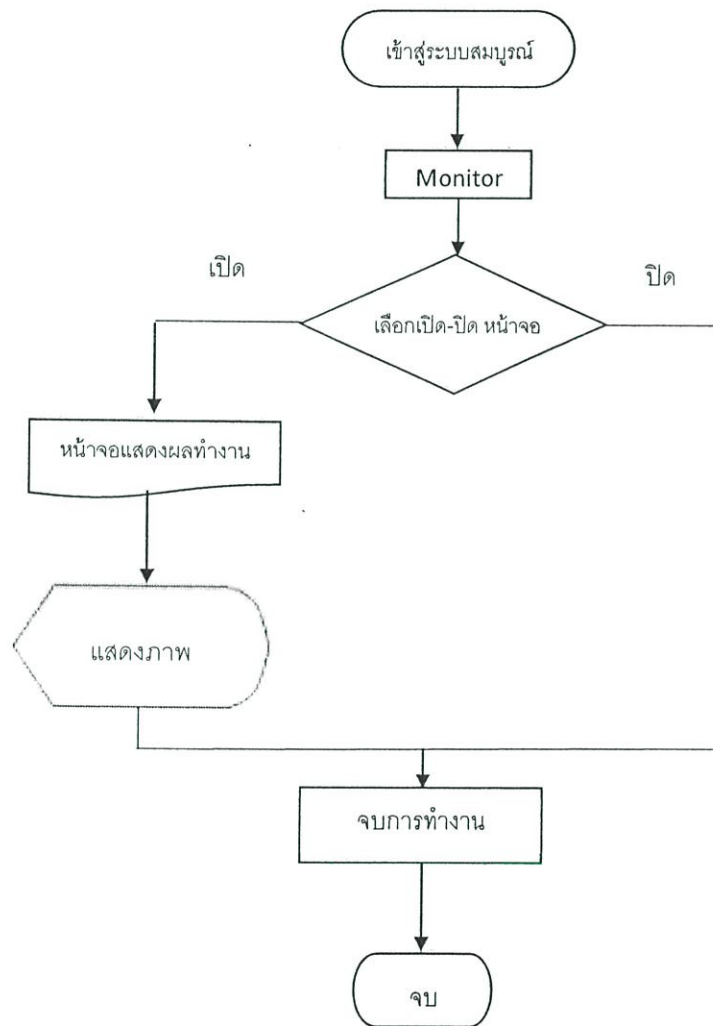 เข้าสู่ระบบสมบูรณ์
Monitor
เปิด
ปิด
เลือกเปิด-ปิด หน้าจอ
หน้าจอแสดงผลทำงาน
แสดงภาพ
จบการทำงาน
จบ